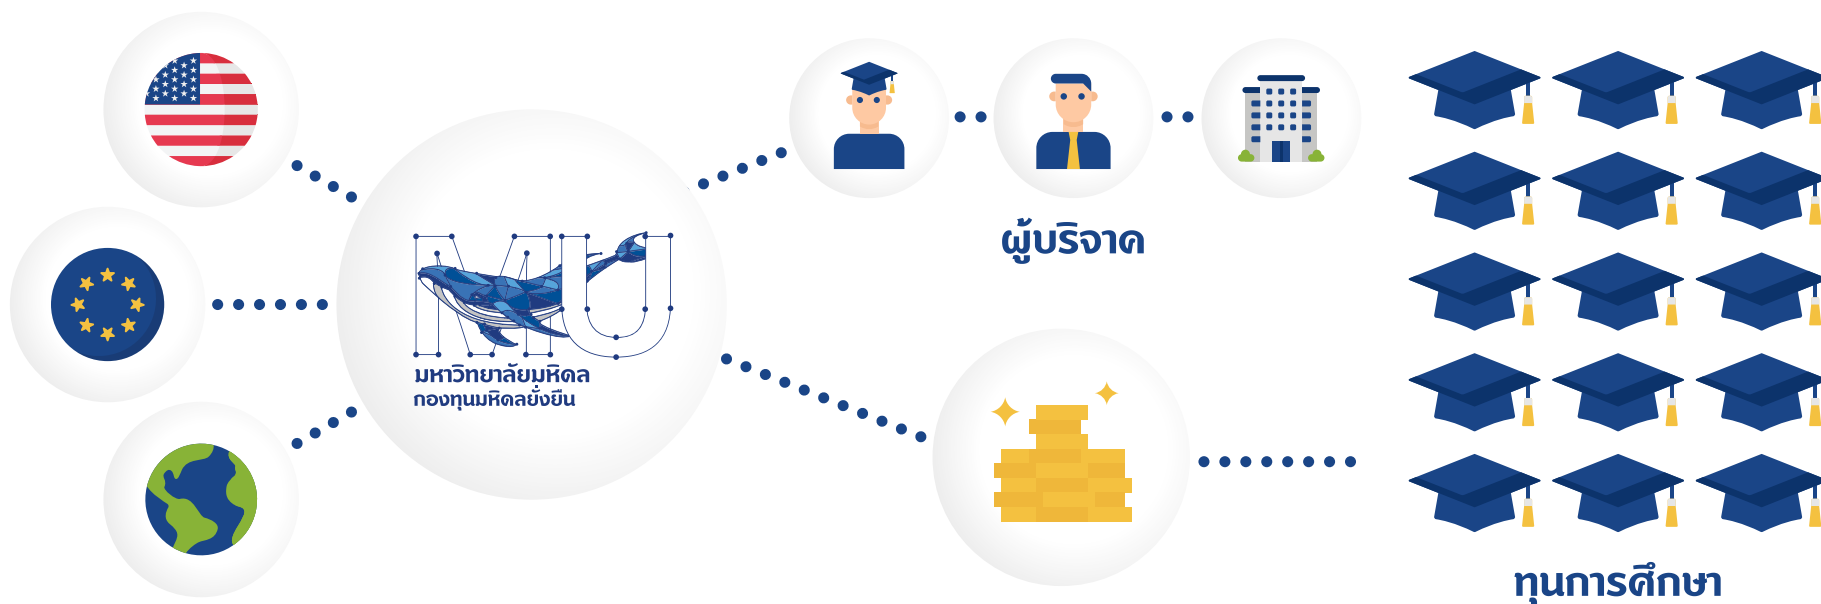 MU
มหาวิทยาลัยมหิดล
กองทุนมหิดลยั่งยืน
ผู้บริจาค
ทุนการศึกษา